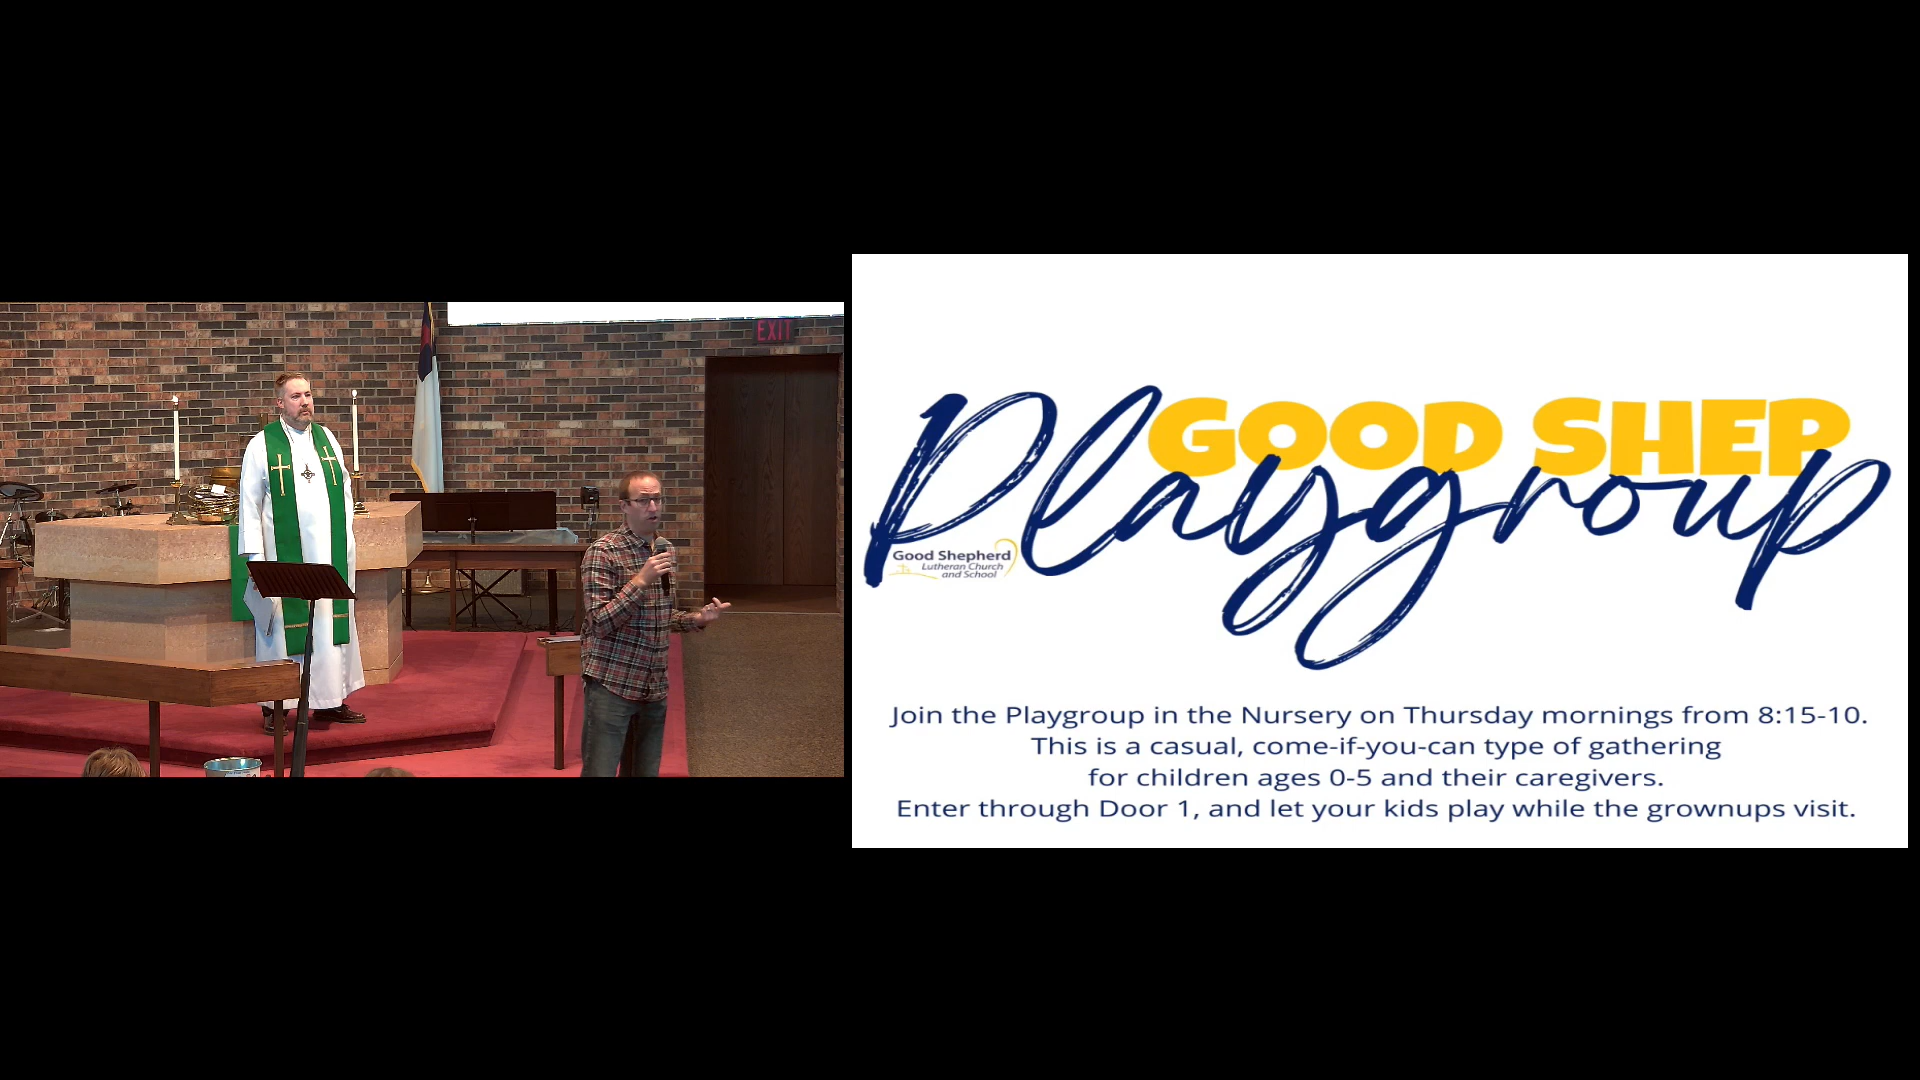 EXIT
GOOD SHEP
Playgroup
Good Shepherd
Lutheran Church
and School
Join the Playgroup in the Nursery on Thursday mornings from 8:15-10.
This is a casual, come-if-you-can type of gathering
for children ages 0-5 and their caregivers.
Enter through Door 1, and let your kids play while the grownups visit.